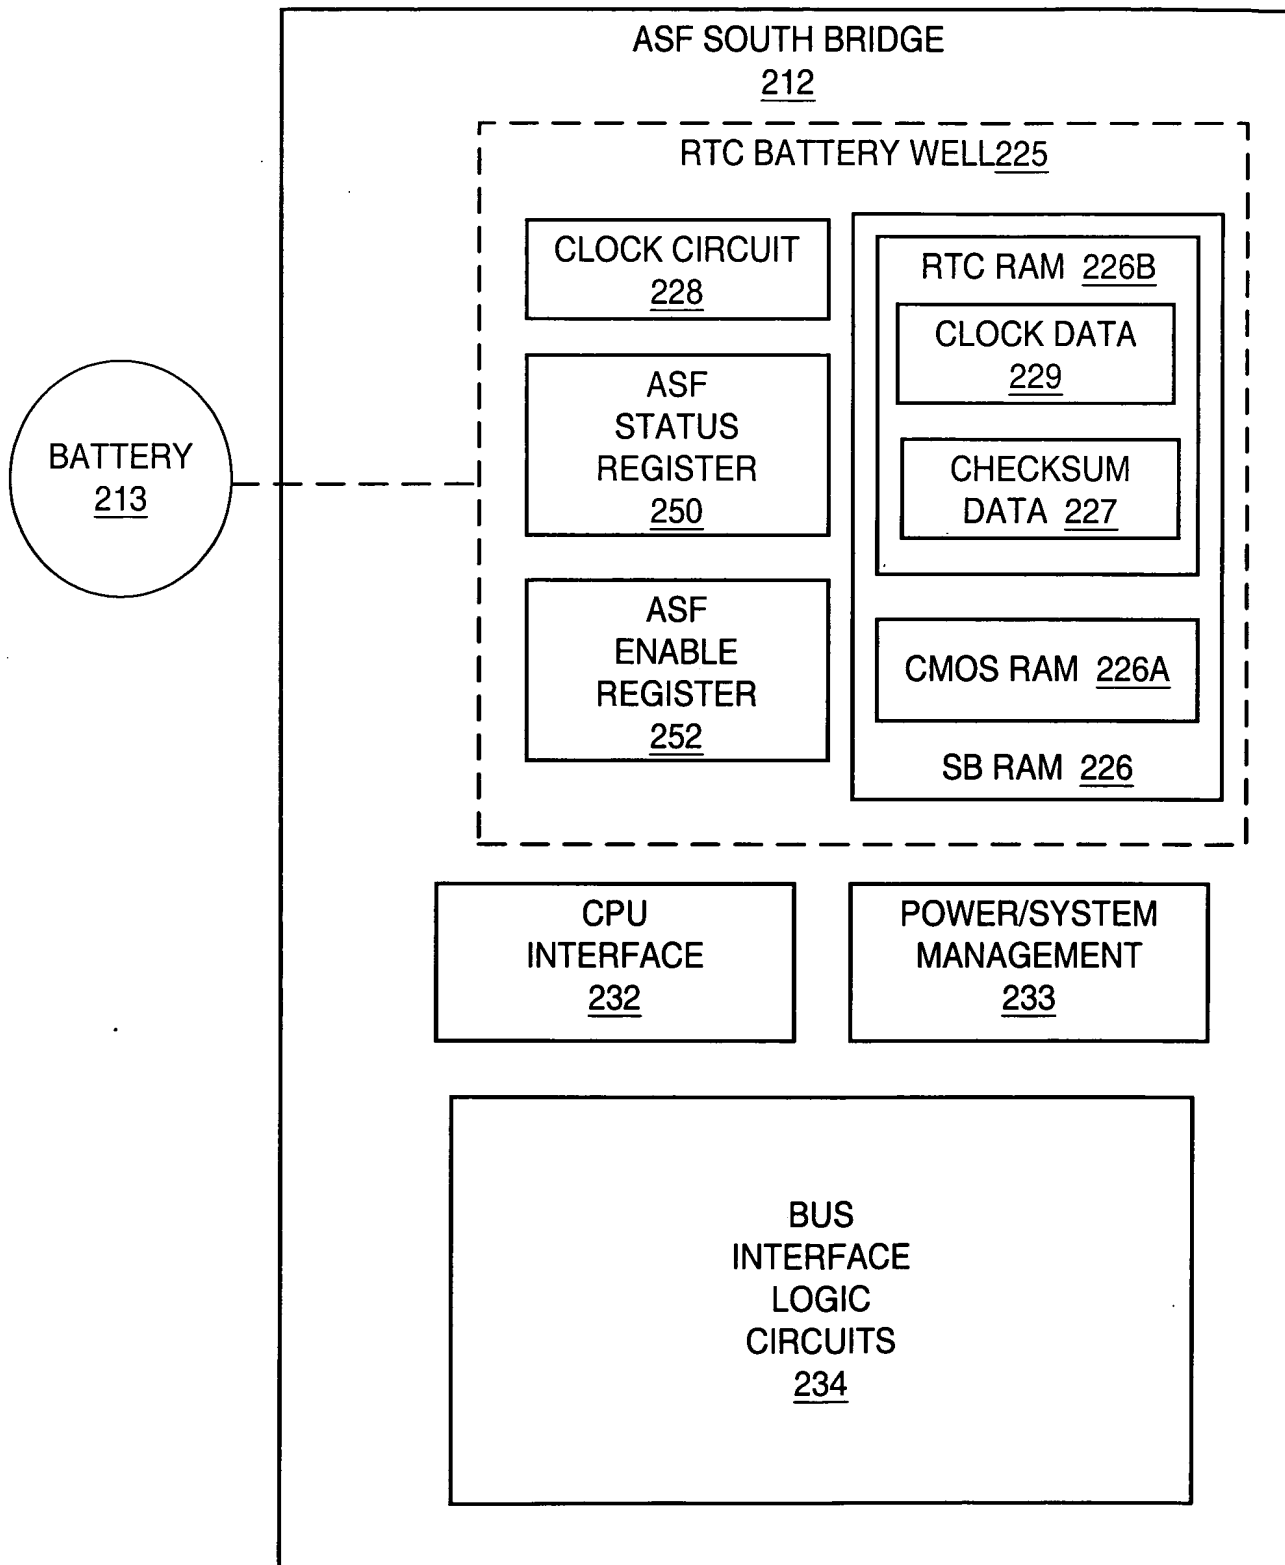 ASF SOUTH BRIDGE
212
RTC BATTERY WELL225
CLOCK CIRCUIT
228
ASF
STATUS
REGISTER
250
ASF
ENABLE
REGISTER
252
RTC RAM 226B
CLOCK DATA
229
CHECKSUM
DATA 227
CMOS RAM 226A
SB RAM 226
BATTERY
213
CPU
INTERFACE
232
POWER/SYSTEM
MANAGEMENT
233
BUS
INTERFACE
LOGIC
CIRCUITS
234